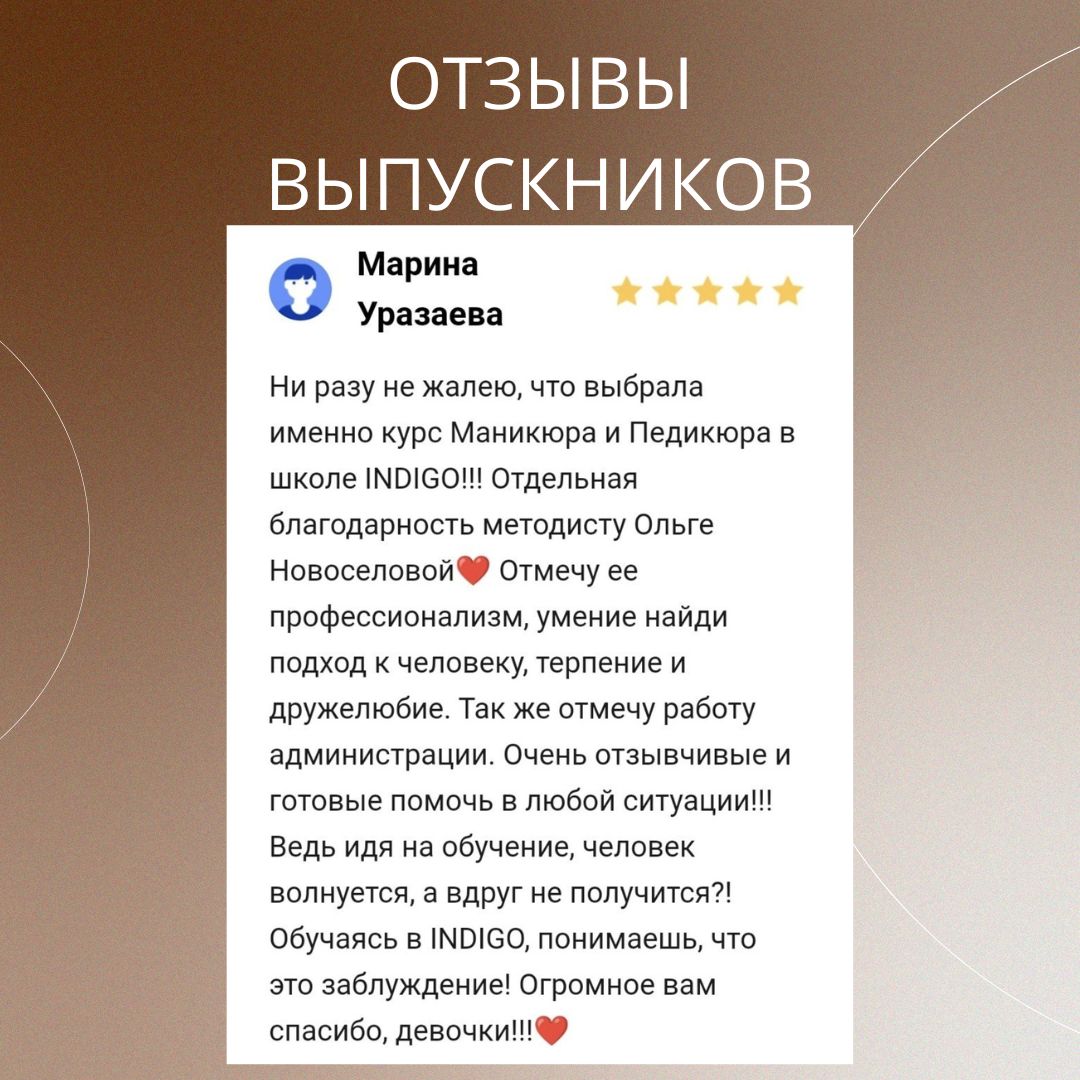 ОТЗЫВЫ
ВЫПУСКНИКОВ
Марина
Уразаева
Ни разу не жалею, что выбрала
именно курс Маникюра и Педикюра в
школе INDIGO!!! Отдельная
благодарность методисту Ольге
Новоселовой❤️ Отмечу ее
профессионализм, умение найди
подход к человеку, терпение и
дружелюбие. Так же отмечу работу
администрации. Очень отзывчивые и
готовые помочь в любой ситуации!!!
Ведь идя на обучение, человек
волнуется, а вдруг не получится?!
Обучаясь в INDIGO, понимаешь, что
это заблуждение! Огромное вам
спасибо, девочки!!!❤️